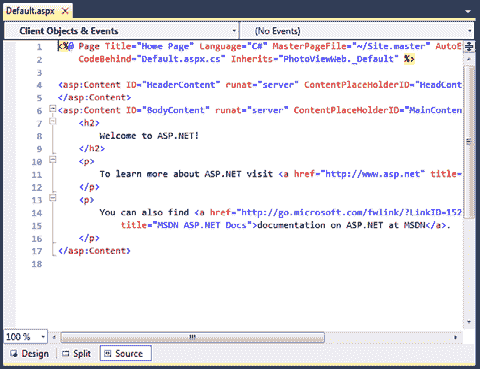 Default.aspx ×
Client Objects & Events (No Events)
1 <%@ Page Title="Home Page" Language="C#" MasterPageFile="~/Site.master" AutoE
2 CodeBehind="Default.aspx.cs" Inherits="PhotoViewWeb._Default" %>
3
4 <asp:Content ID="HeaderContent" runat="server" ContentPlaceHolderID="HeadCont
5 </asp:Content>
6 <asp:Content ID="BodyContent" runat="server" ContentPlaceHolderID="MainConten
7 <h2>
8 Welcome to ASP.NET!
9 </h2>
10 <p>
11 To learn more about ASP.NET visit <a href="http://www.asp.net" title=
12 </p>
13 <p>
14 You can also find <a href="http://go.microsoft.com/fwlink/?LinkID=152
15 title="MSDN ASP.NET Docs">documentation on ASP.NET at MSDN</a>.
16 </p>
17 </asp:Content>
18
100 %
Design Split Source